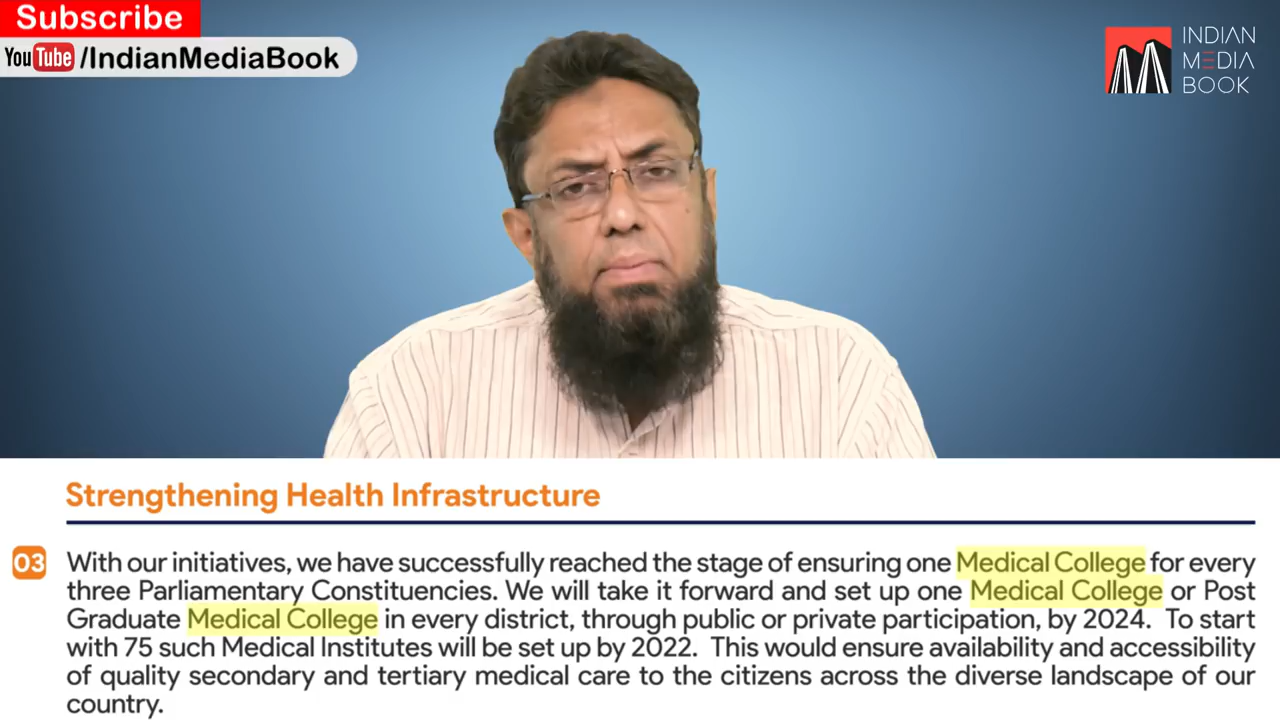 Subscribe
YouTube /IndianMediaBook
INDIAN
MEDIA
BOOK
Strengthening Health Infrastructure
03 With our initiatives, we have successfully reached the stage of ensuring one Medical College for every
three Parliamentary Constituencies. We will take it forward and set up one Medical College or Post
Graduate Medical College in every district, through public or private participation, by 2024. To start
with 75 such Medical Institutes will be set up by 2022. This would ensure availability and accessibility
of quality secondary and tertiary medical care to the citizens across the diverse landscape of our
country.